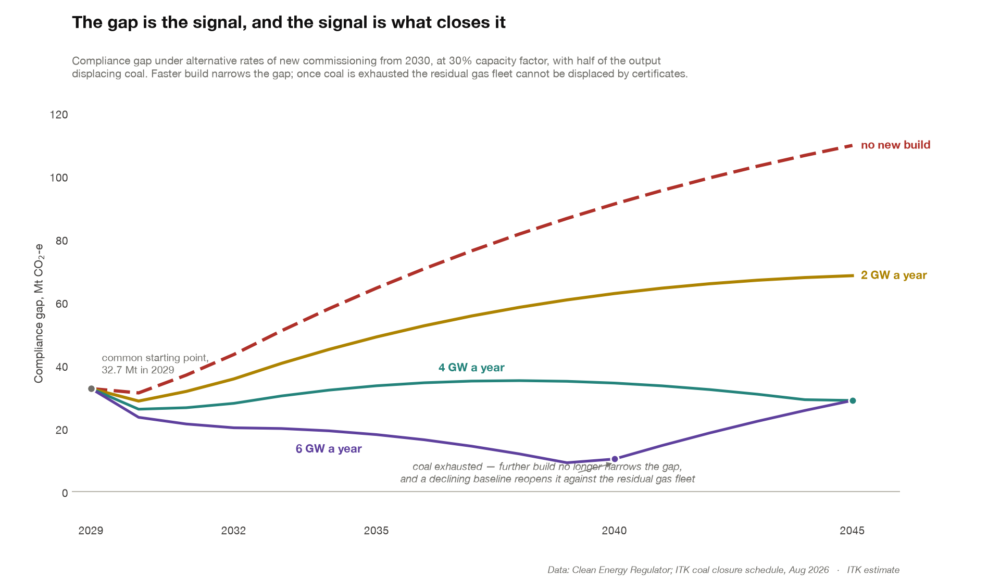 The gap is the signal, and the signal is what closes it
Compliance gap under alternative rates of new commissioning from 2030, at 30% capacity factor, with half of the output
displacing coal. Faster build narrows the gap; once coal is exhausted the residual gas fleet cannot be displaced by certificates.
Compliance gap, Mt CO₂-e
120
100
80
60
40
20
0
no new build
2 GW a year
common starting point,
32.7 Mt in 2029
4 GW a year
6 GW a year
coal exhausted — further build no longer narrows the gap,
and a declining baseline reopens it against the residual gas fleet
2029
2032
2035
2040
2045
Data: Clean Energy Regulator; ITK coal closure schedule, Aug 2026 · ITK estimate